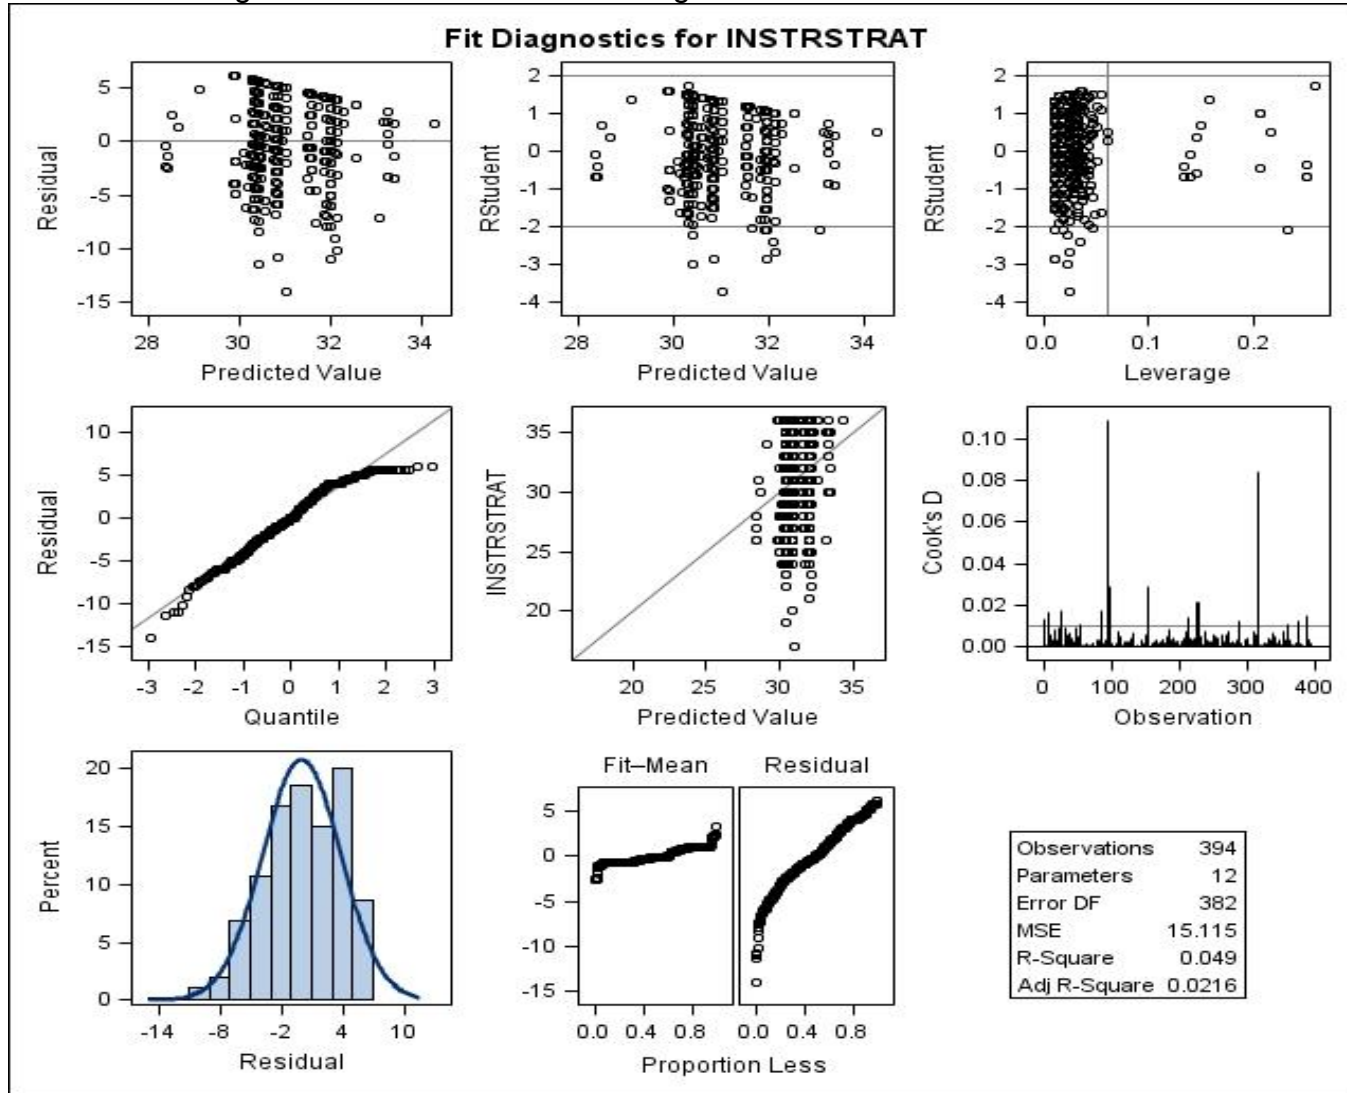 Fit Diagnostics for INSTRSTRAT
5
0
-5
-10
-15
Residual
28 30 32 34
Predicted Value
2
1
0
-1
-2
-3
-4
RStudent
28 30 32 34
Predicted Value
2
1
0
-1
-2
-3
-4
RStudent
0.0 0.1 0.2
Leverage
10
5
0
-5
-10
-15
Residual
-3 -2 -1 0 1 2 3
Quantile
35
30
25
20
INSTRSTRAT
20 25 30 35
Predicted Value
0.10
0.08
0.06
0.04
0.02
0.00
Cook's D
0 100 200 300 400
Observation
20
15
10
5
0
Percent
-14 -8 -2 4 10
Residual
Fit–Mean Residual
5
0
-5
-10
-15
0.0 0.4 0.8 0.0 0.4 0.8
Proportion Less
Observations 394
Parameters 12
Error DF 382
MSE 15.115
R-Square 0.049
Adj R-Square 0.0216